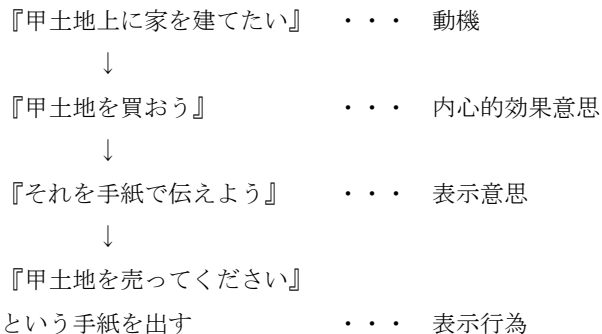 『甲土地上に家を建てたい』　・・・　動機
↓
『甲土地を買おう』　・・・　内心的効果意思
↓
『それを手紙で伝えよう』　・・・　表示意思
↓
『甲土地を売ってください』
という手紙を出す　・・・　表示行為